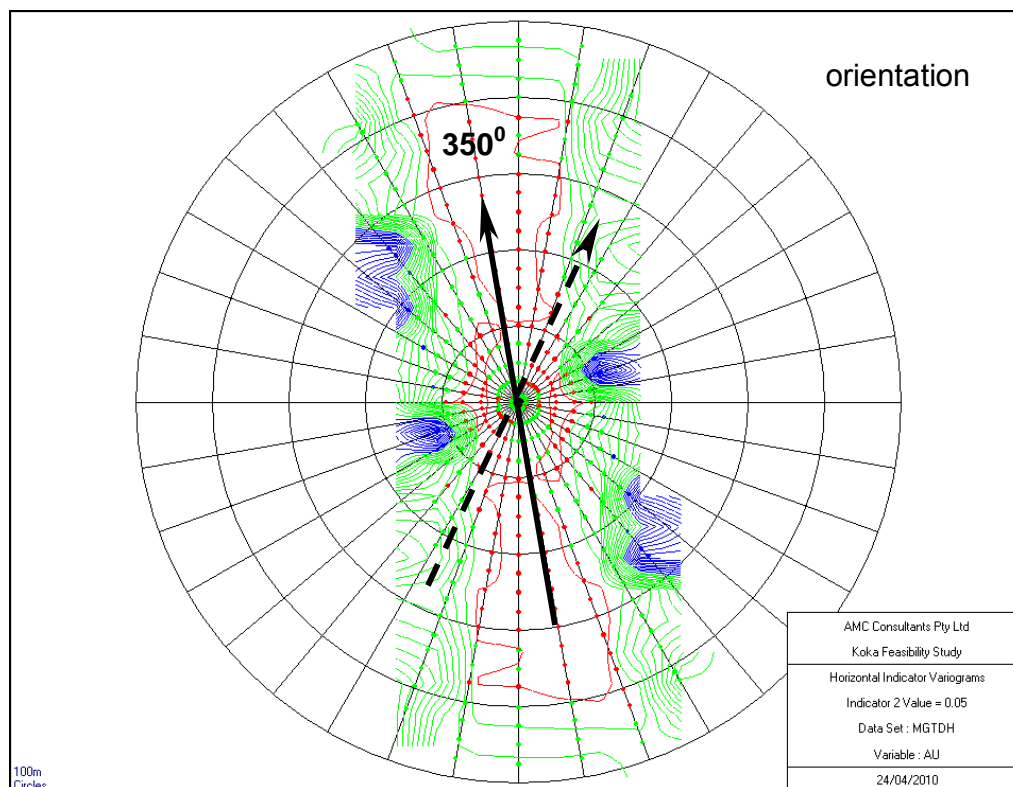 orientation
350⁰
AMC Consultants Pty Ltd
Koka Feasibility Study
Horizontal Indicator Variograms
Indicator 2 Value = 0.05
Data Set : MGTDH
Variable : AU
24/04/2010
100m
Circles